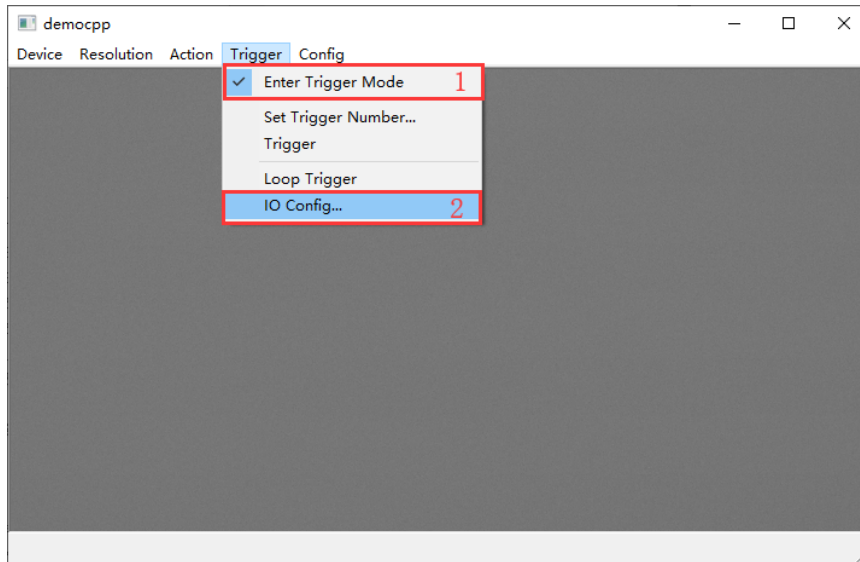 democpp
Device Resolution Action Trigger Config
Enter Trigger Mode 1
Set Trigger Number...
Trigger
Loop Trigger
IO Config... 2